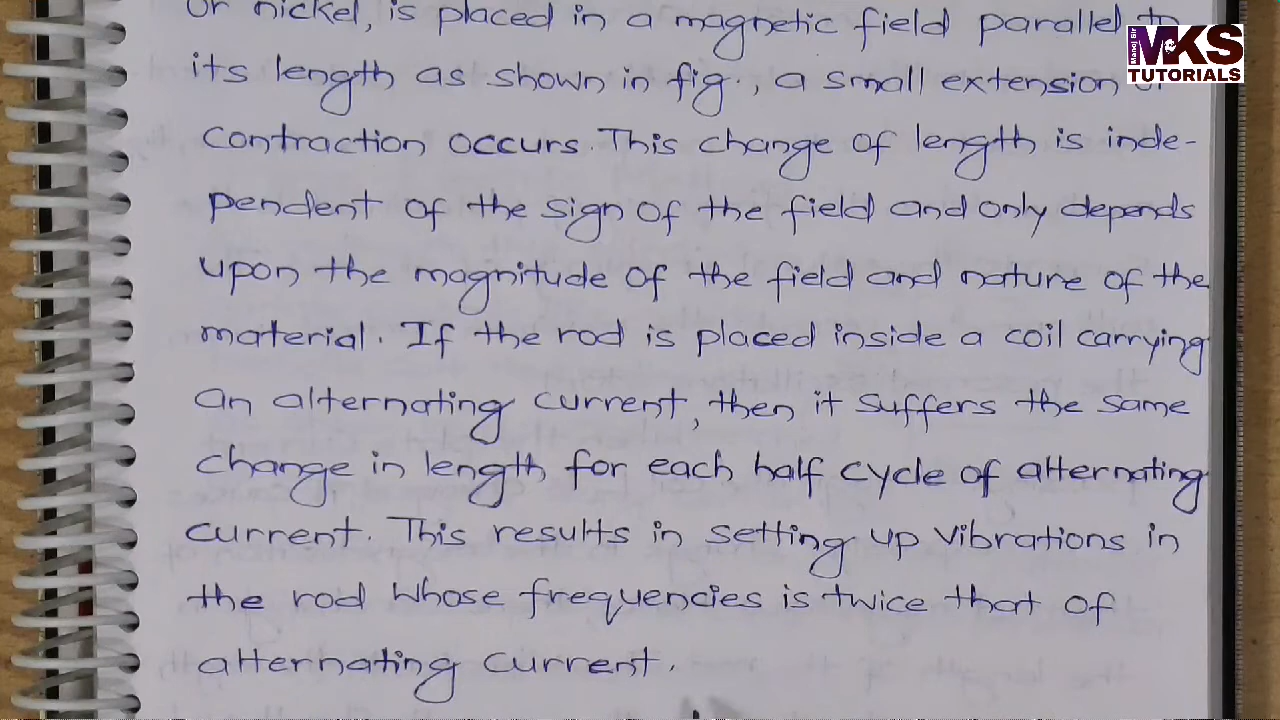 or nickel, is placed in a magnetic field parallel to
its length as shown in fig., a small extension or
contraction occurs. This change of length is inde-
pendent of the sign of the field and only depends
upon the magnitude of the field and nature of the
material. If the rod is placed inside a coil carrying
an alternating current, then it suffers the same
change in length for each half cycle of alternating
current. This results in setting up vibrations in
the rod whose frequencies is twice that of
alternating current.
Manoj Sir
MKS
TUTORIALS